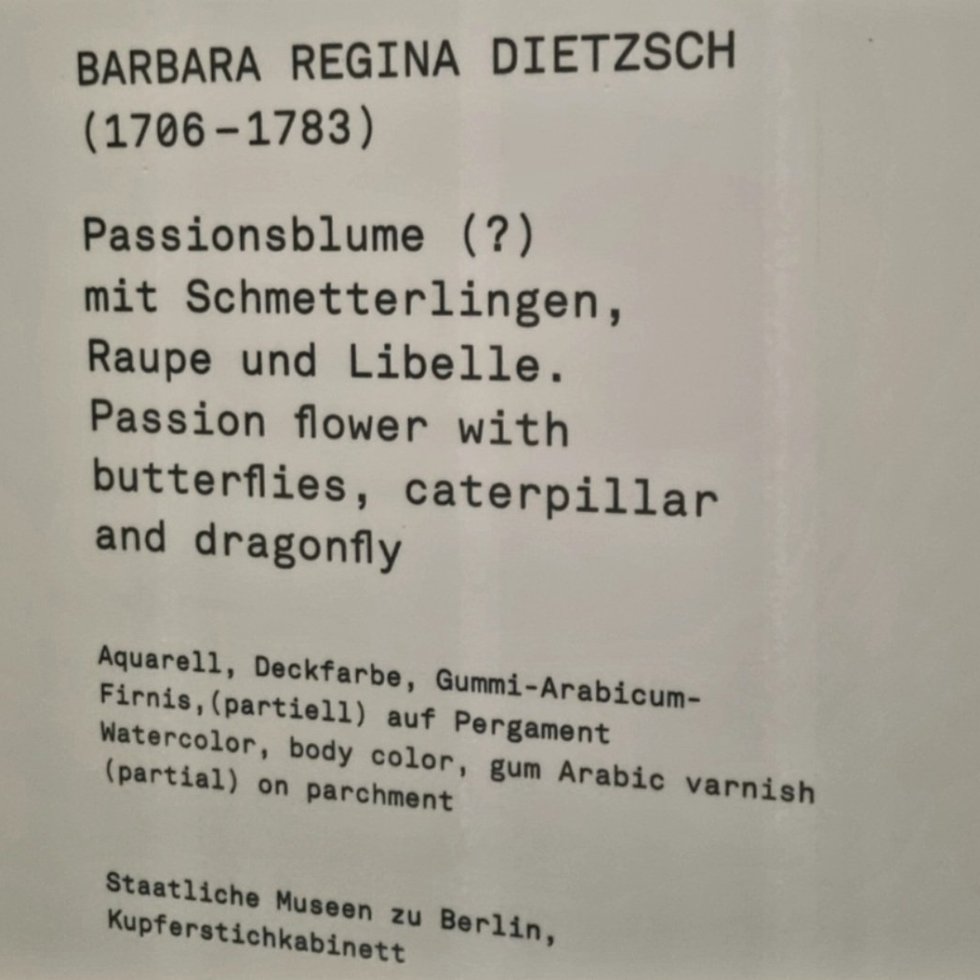 BARBARA REGINA DIETZSCH
(1706–1783)
Passionsblume (?)
mit Schmetterlingen,
Raupe und Libelle.
Passion flower with
butterflies, caterpillar
and dragonfly
Aquarell, Deckfarbe, Gummi-Arabicum-
Firnis,(partiell) auf Pergament
Watercolor, body color, gum Arabic varnish
(partial) on parchment
Staatliche Museen zu Berlin,
Kupferstichkabinett